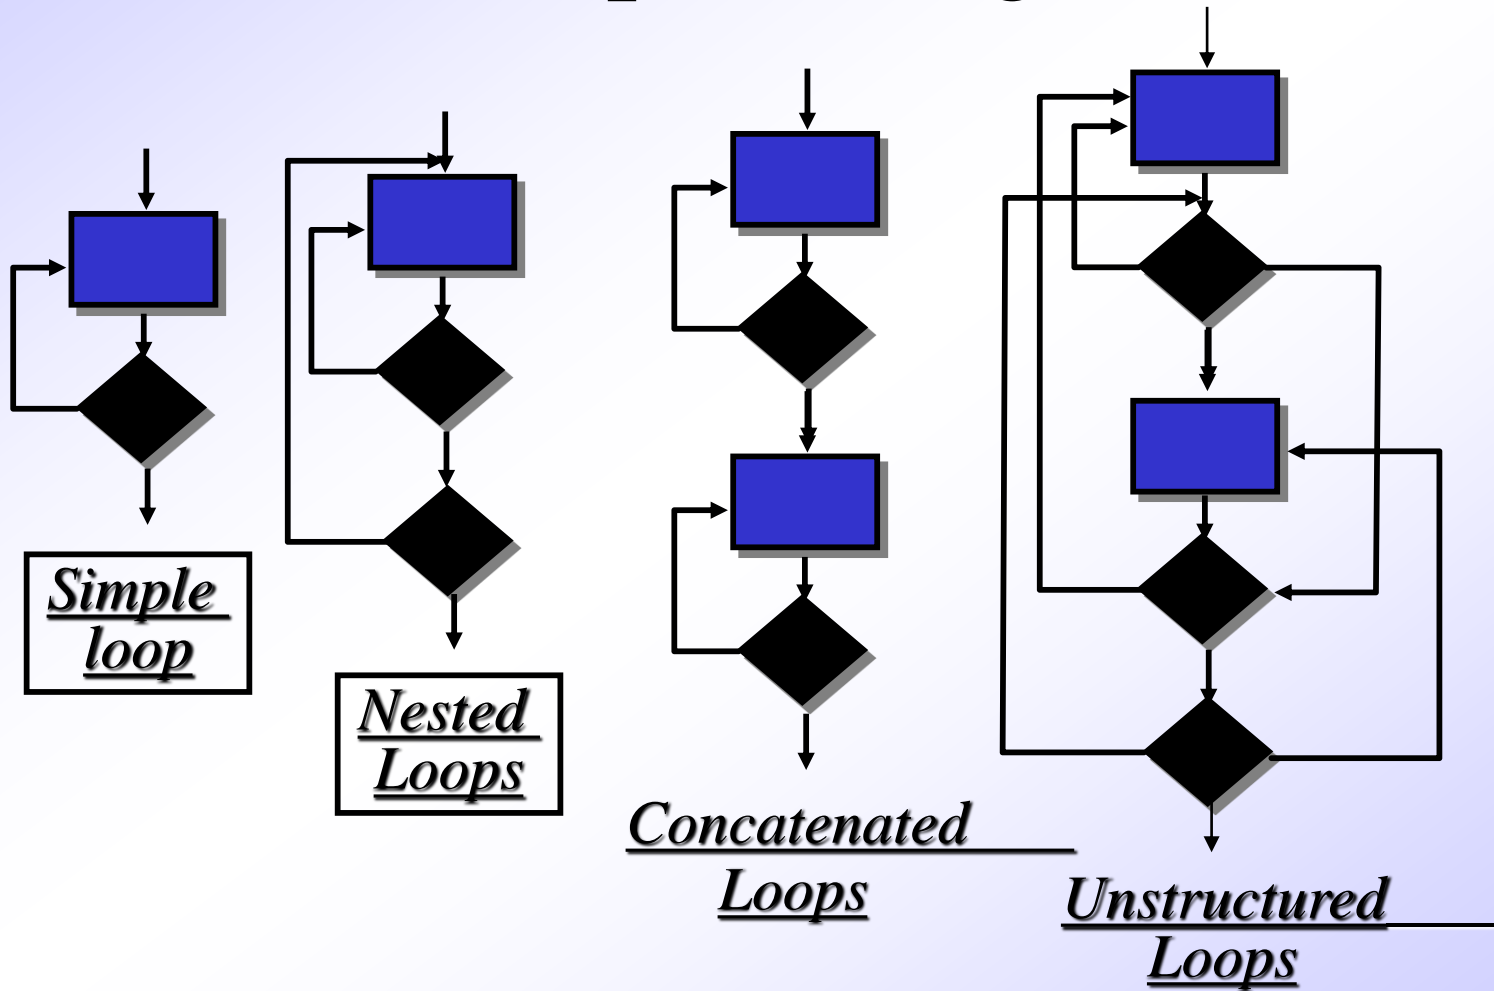 Simple
loop
Nested
Loops
Concatenated
Loops
Unstructured
Loops